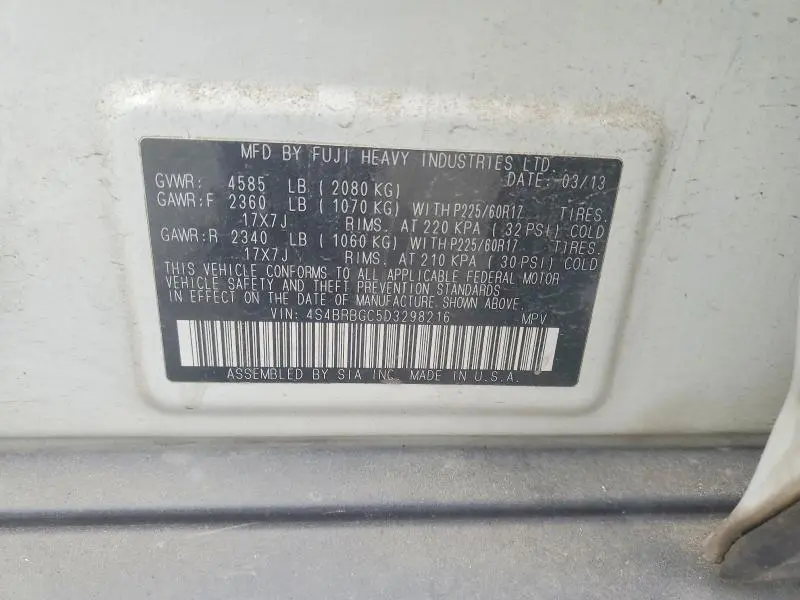 MFD BY FUJI HEAVY INDUSTRIES LTD.
DATE: 03/13
GVWR: 4585 LB ( 2080 KG)
GAWR:F 2360 LB ( 1070 KG) WITH P225/60R17 TIRES.
17X7J RIMS. AT 220 KPA ( 32 PSI) COLD
GAWR:R 2340 LB ( 1060 KG) WITH P225/60R17 TIRES.
17X7J RIMS. AT 210 KPA ( 30 PSI) COLD
THIS VEHICLE CONFORMS TO ALL APPLICABLE FEDERAL MOTOR
VEHICLE SAFETY AND THEFT PREVENTION STANDARDS
IN EFFECT ON THE DATE OF MANUFACTURE SHOWN ABOVE.
VIN: 4S4BRBGC5D3298216 MPV
ASSEMBLED BY SIA INC. MADE IN U.S.A.